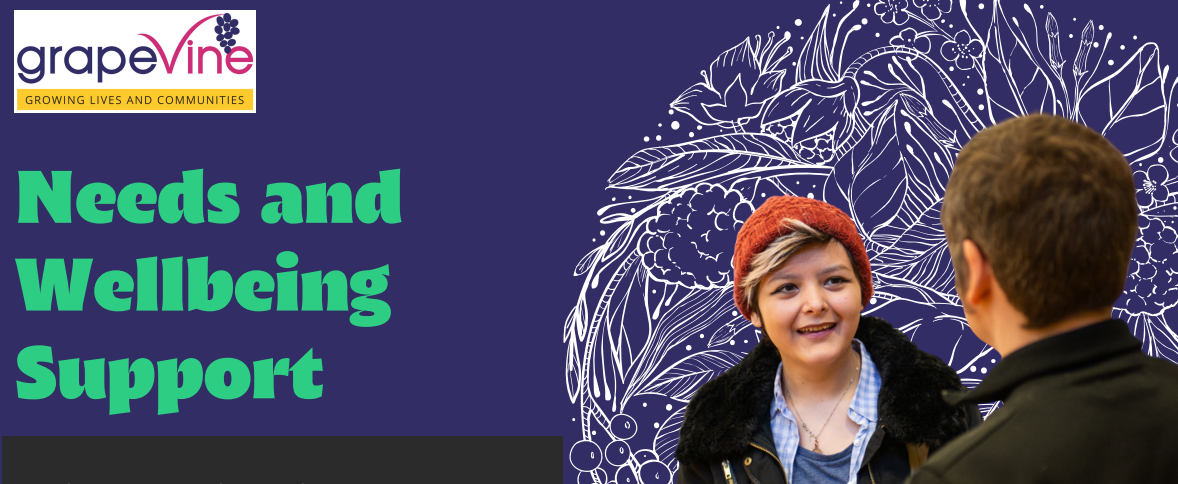 grapevine
GROWING LIVES AND COMMUNITIES
Needs and
Wellbeing
Support